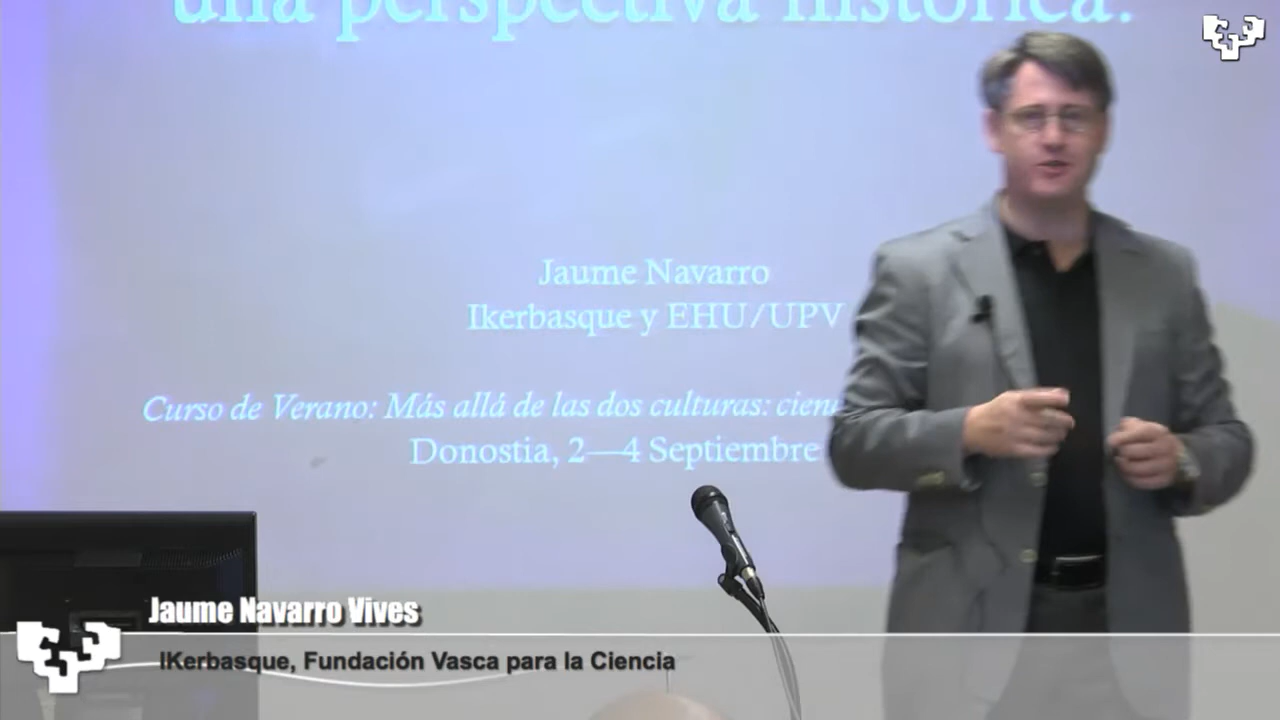 una perspectiva histórica.
Jaume Navarro
Ikerbasque y EHU/UPV
Curso de Verano: Más allá de las dos culturas:
Donostia, 2—4 Septiembre
Jaume Navarro Vives
IKerbasque, Fundación Vasca para la Ciencia